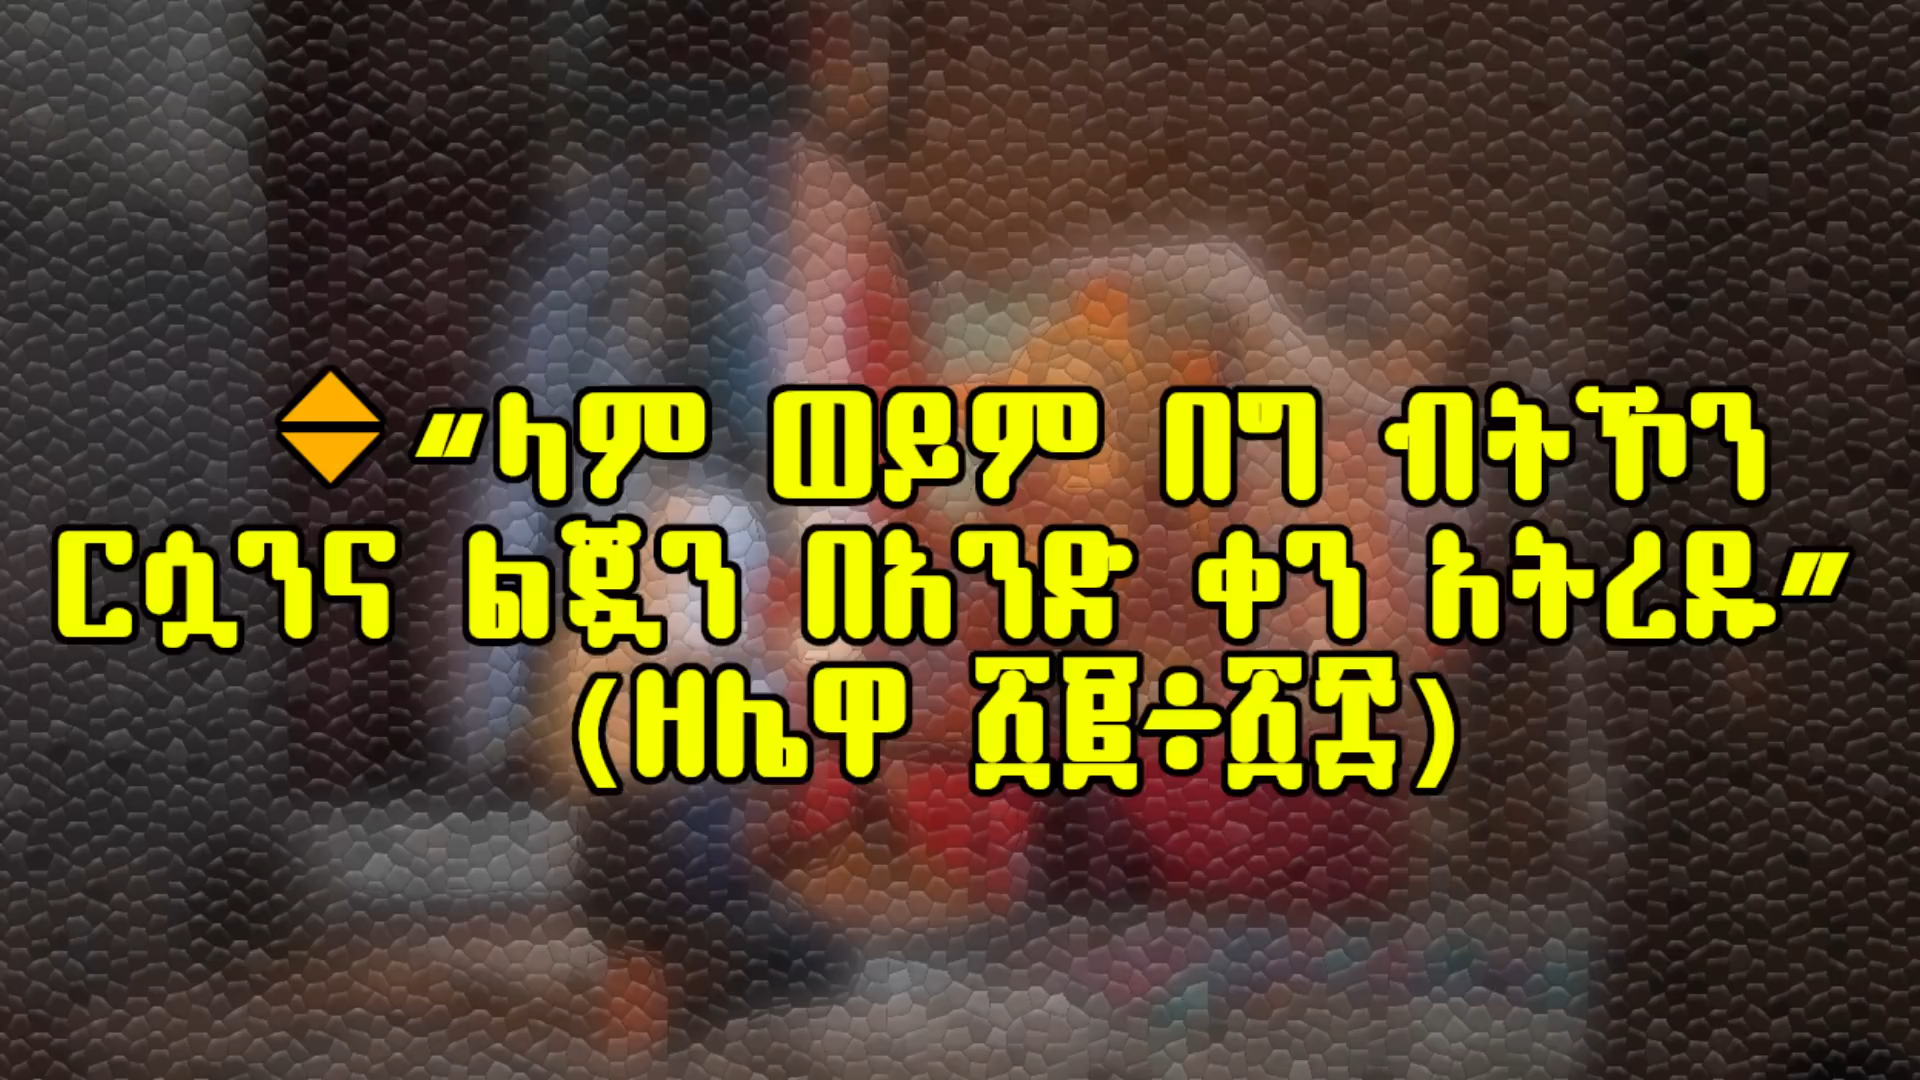 “ላም ወይም በግ ብትኾን
ርሷንና ልጇን በአንድ ቀን አትረዱ”
(ዘሌዋ ፳፪÷፳፰)